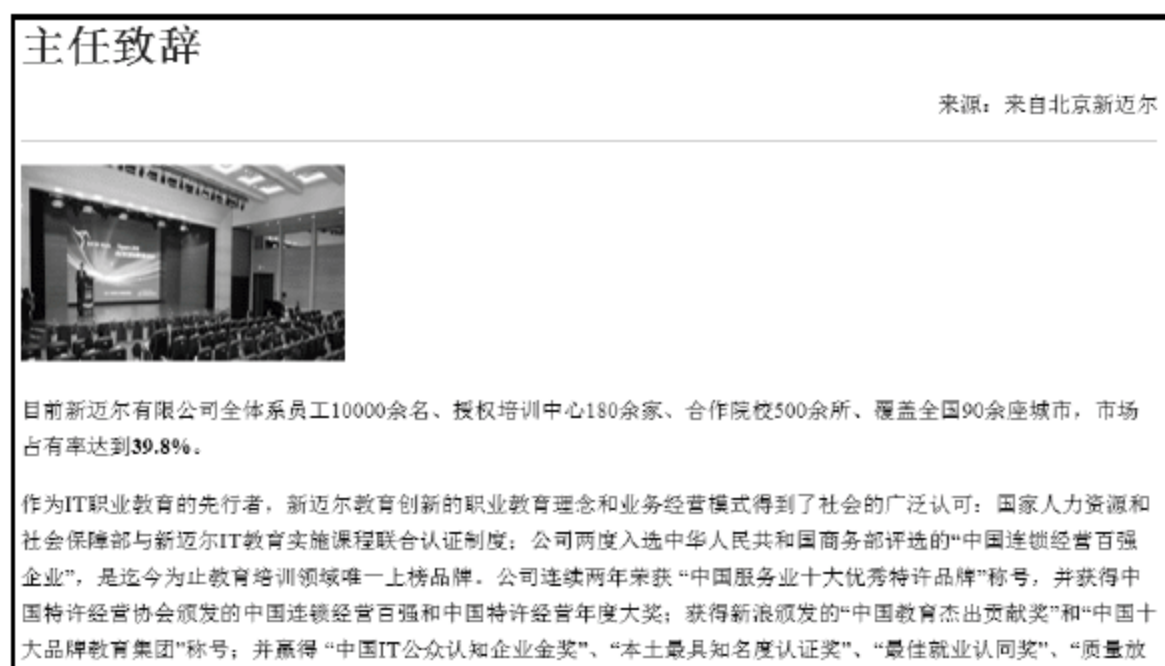 主任致辞
来源：来自北京新迈尔
目前新迈尔有限公司全体系员工10000余名、授权培训中心180余家、合作院校500余所、覆盖全国90余座城市，市场
占有率达到39.8%。
作为IT职业教育的先行者，新迈尔教育创新的职业教育理念和业务经营模式得到了社会的广泛认可：国家人力资源和
社会保障部与新迈尔IT教育实施课程联合认证制度；公司两度入选中华人民共和国商务部评选的“中国连锁经营百强
企业”，是迄今为止教育培训领域唯一上榜品牌。公司连续两年荣获 “中国服务业十大优秀特许品牌”称号，并获得中
国特许经营协会颁发的中国连锁经营百强和中国特许经营年度大奖；获得新浪颁发的“中国教育杰出贡献奖”和“中国十
大品牌教育集团”称号；并赢得 “中国IT公众认知企业金奖”、“本土最具知名度认证奖”、“最佳就业认同奖”、“质量放